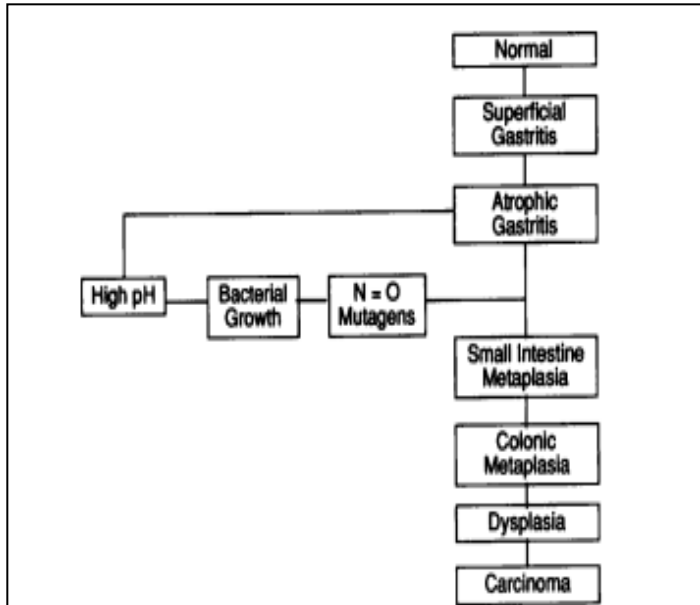 Normal
Superficial
Gastritis
Atrophic
Gastritis
High pH
Bacterial
Growth
N = O
Mutagens
Small Intestine
Metaplasia
Colonic
Metaplasia
Dysplasia
Carcinoma